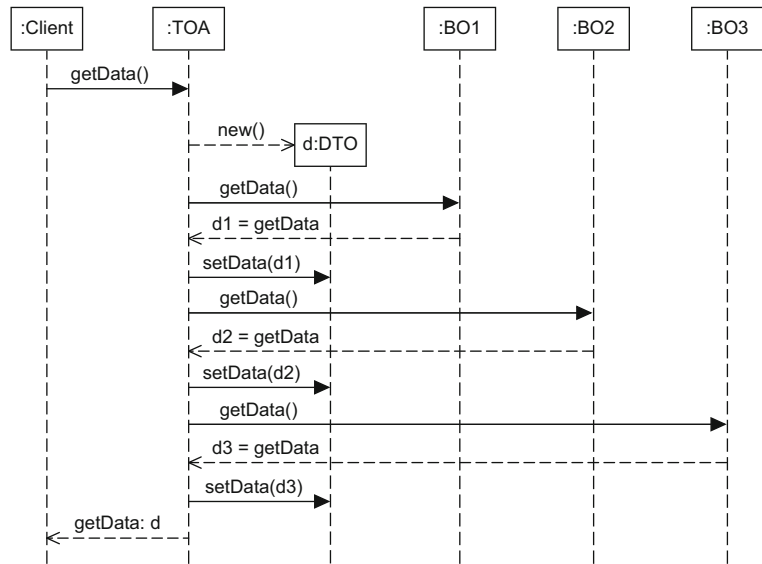 :Client :TOA :BO1 :BO2 :BO3
getData()
new()
d:DTO
getData()
d1 = getData
setData(d1)
getData()
d2 = getData
setData(d2)
getData()
d3 = getData
setData(d3)
getData: d